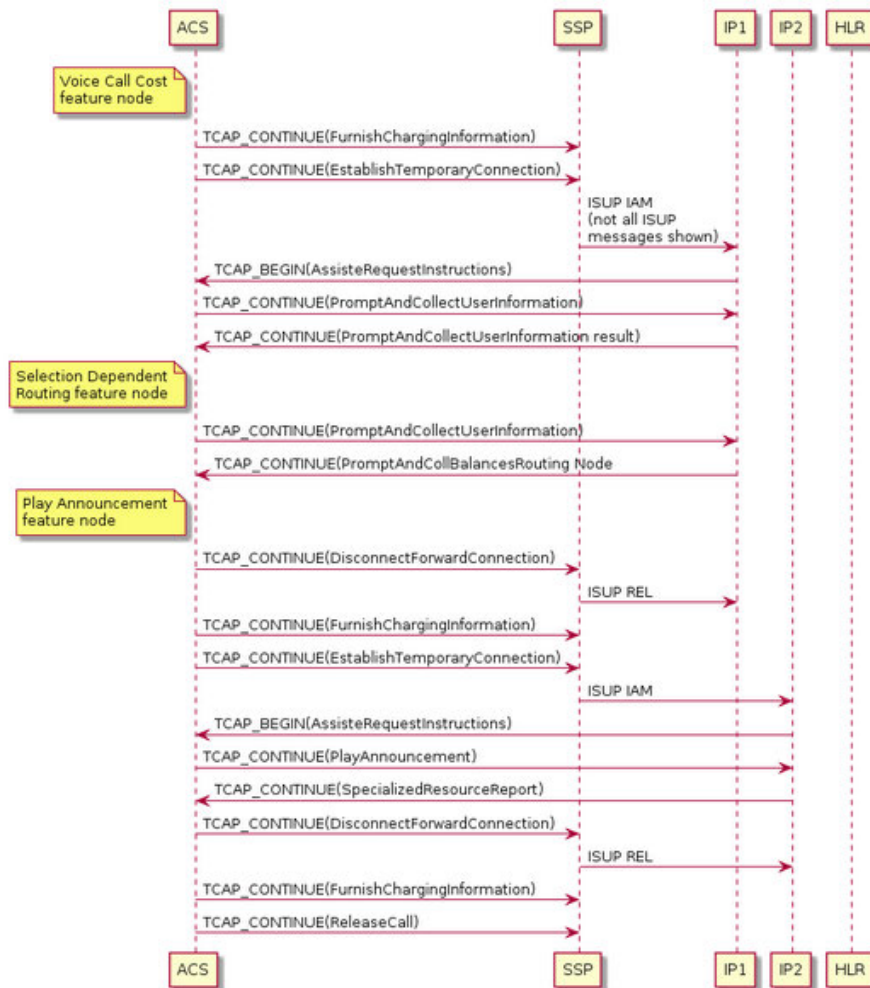 ACS SSP IP1 IP2 HLR
Voice Call Cost
feature node
TCAP_CONTINUE(FurnishChargingInformation)
TCAP_CONTINUE(EstablishTemporaryConnection)
ISUP IAM
(not all ISUP
messages shown)
TCAP_BEGIN(AssisteRequestInstructions)
TCAP_CONTINUE(PromptAndCollectUserInformation)
TCAP_CONTINUE(PromptAndCollectUserInformation result)
Selection Dependent
Routing feature node
TCAP_CONTINUE(PromptAndCollectUserInformation)
TCAP_CONTINUE(PromptAndCollBalancesRouting Node
Play Announcement
feature node
TCAP_CONTINUE(DisconnectForwardConnection)
ISUP REL
TCAP_CONTINUE(FurnishChargingInformation)
TCAP_CONTINUE(EstablishTemporaryConnection)
ISUP IAM
TCAP_BEGIN(AssisteRequestInstructions)
TCAP_CONTINUE(PlayAnnouncement)
TCAP_CONTINUE(SpecializedResourceReport)
TCAP_CONTINUE(DisconnectForwardConnection)
ISUP REL
TCAP_CONTINUE(FurnishChargingInformation)
TCAP_CONTINUE(ReleaseCall)
ACS SSP IP1 IP2 HLR